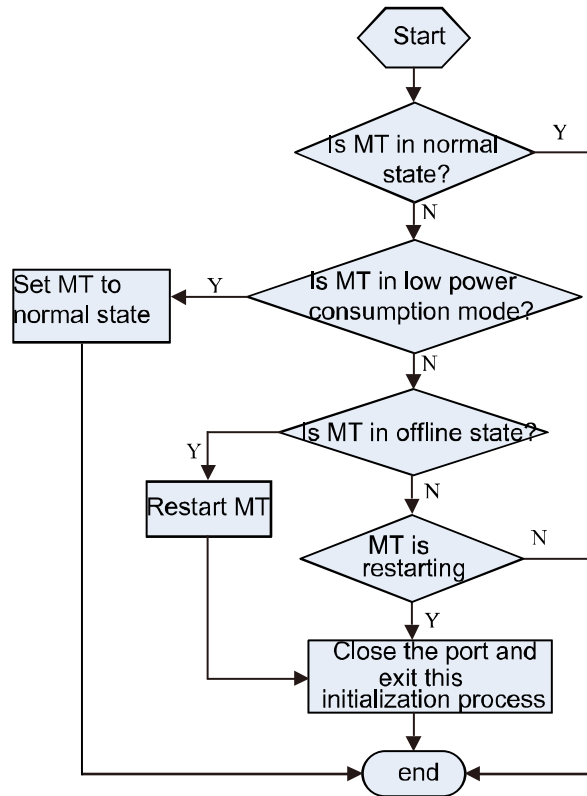 Start
Is MT in normal
state?
Y
N
Is MT in low power
consumption mode?
Y
Set MT to
normal state
N
Is MT in offline state?
Y
Restart MT
N
MT is
restarting
N
Y
Close the port and
exit this
initialization process
end